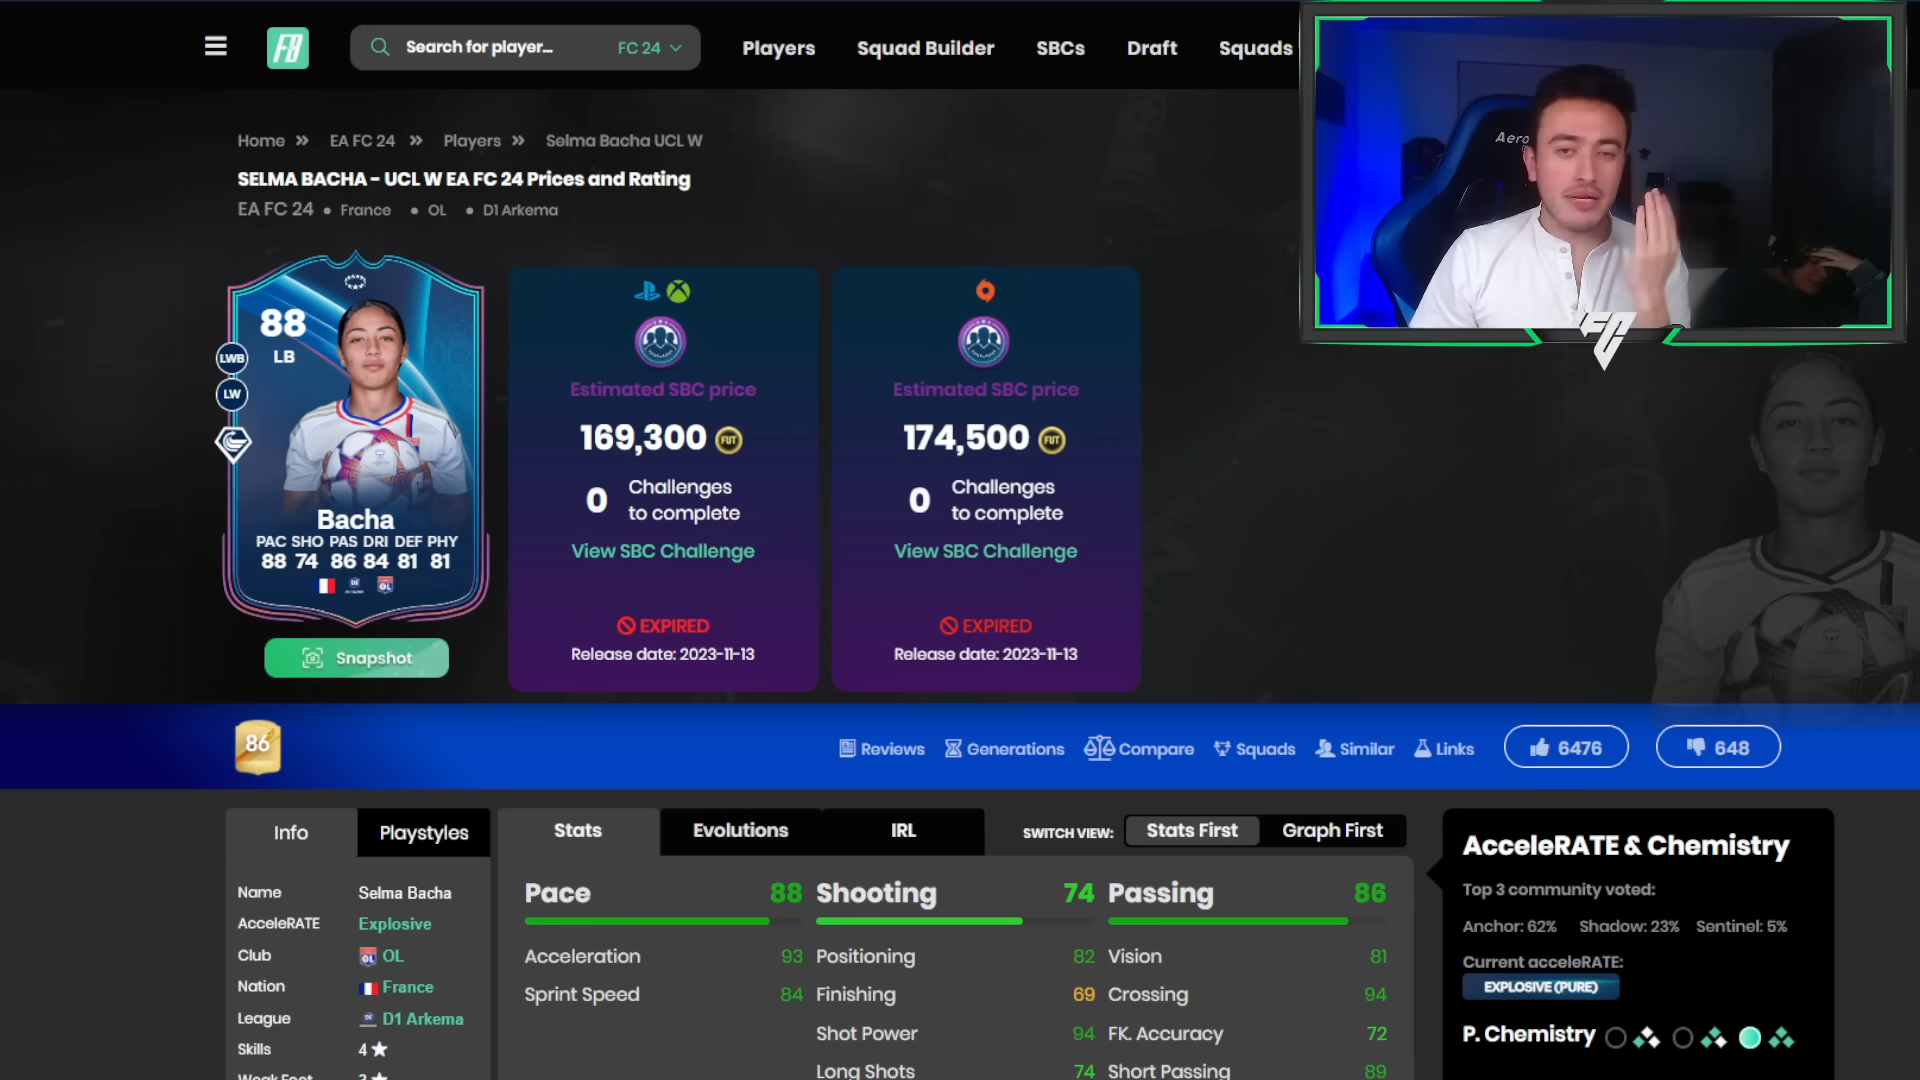 F8
Search for player...
FC 24
Players
Squad Builder
SBCs
Draft
Squads
Aero
Home » EA FC 24 » Players » Selma Bacha UCL W
SELMA BACHA - UCL W EA FC 24 Prices and Rating
EA FC 24 • France • OL • D1 Arkema
88
LB
LWB
LW
Bacha
PAC SHO PAS DRI DEF PHY
88 74 86 84 81 81
OL
Snapshot
Estimated SBC price
169,300 FUT
0 Challenges
to complete
View SBC Challenge
EXPIRED
Release date: 2023-11-13
Estimated SBC price
174,500 FUT
0 Challenges
to complete
View SBC Challenge
EXPIRED
Release date: 2023-11-13
86
Reviews
Generations
Compare
Squads
Similar
Links
6476
648
Info
Playstyles
Name Selma Bacha
AcceleRATE Explosive
Club OL
Nation France
League D1 Arkema
Skills 4
Stats
Evolutions
IRL
SWITCH VIEW:
Stats First
Graph First
Pace 88
Acceleration 93
Sprint Speed 84
Shooting 74
Positioning 82
Finishing 69
Shot Power 94
Long Shots 74
Passing 86
Vision 81
Crossing 94
FK. Accuracy 72
Short Passing 89
AcceleRATE & Chemistry
Top 3 community voted:
Anchor: 62% Shadow: 23% Sentinel: 5%
Current acceleRATE:
EXPLOSIVE (PURE)
P. Chemistry